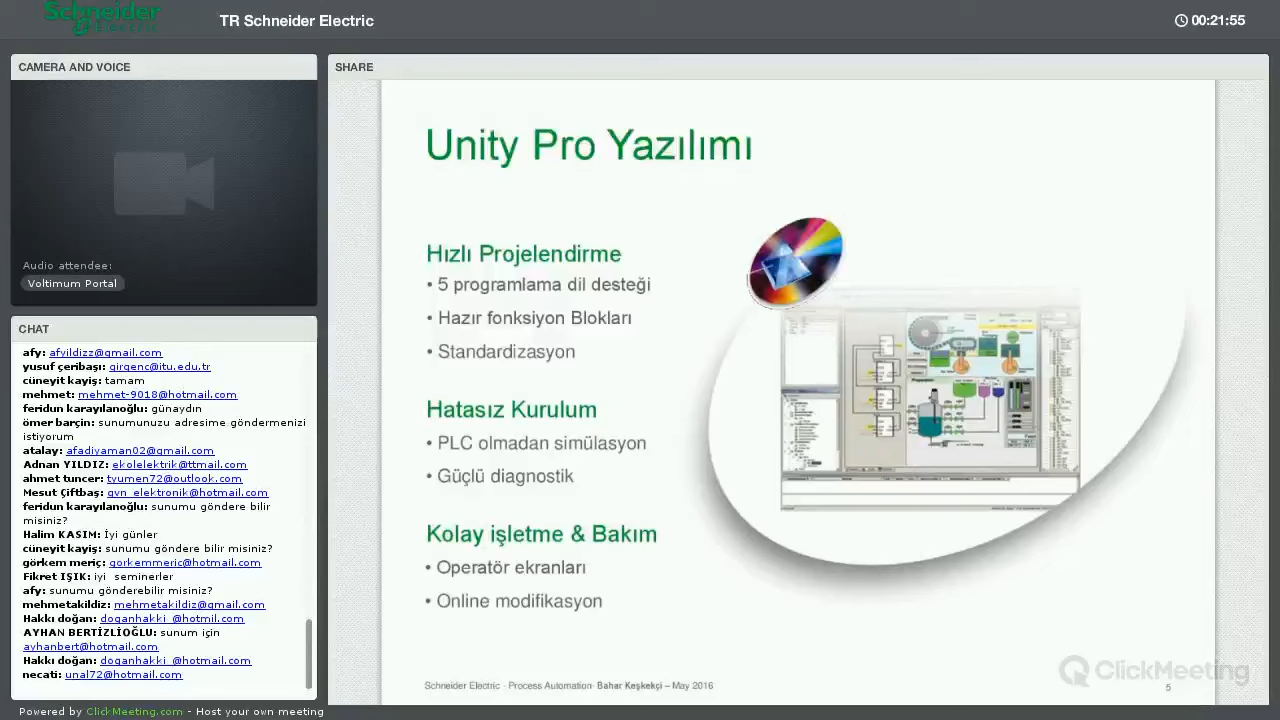 Schneider
Electric
TR Schneider Electric
00:21:55
CAMERA AND VOICE
Audio attendee:
Voltimum Portal
CHAT
afy: afyildizz@gmail.com
yusuf çeribaşı: girgenc@itu.edu.tr
cüneyit kayiş: tamam
mehmet: mehmet-9018@hotmail.com
feridun karayılanoğlu: günaydın
ömer barçin: sunumunuzu adresime göndermenizi
istiyorum
atalay: afadiyaman02@gmail.com
Adnan YILDIZ: ekolelektrik@ttmail.com
ahmet tuncer: tyumen72@outlook.com
Mesut Çiftbaş: gvn_elektronik@hotmail.com
feridun karayılanoğlu: sunumu göndere bilir
misiniz?
Halim KASIM: İyi günler
cüneyit kayiş: sunumu göndere bilir misiniz?
görkem meriç: gorkemmeric@hotmail.com
Fikret IŞIK: iyi seminerler
afy: sunumu gönderebilir misiniz?
mehmetakildiz: mehmetakildiz@gmail.com
Hakkı doğan: doganhakki_@hotmil.com
AYHAN BERTİZLİOĞLU: sunum için
ayhanbert@hotmail.com
Hakkı doğan: doganhakki_@hotmail.com
necati: unal72@hotmail.com
Powered by ClickMeeting.com - Host your own meeting
SHARE
Unity Pro Yazılımı
Hızlı Projelendirme
• 5 programlama dil desteği
• Hazır fonksiyon Blokları
• Standardizasyon
Hatasız Kurulum
• PLC olmadan simülasyon
• Güçlü diagnostik
Kolay işletme & Bakım
• Operatör ekranları
• Online modifikasyon
Schneider Electric - Process Automation- Bahar Keşkekçi – May 2016
5
ClickMeeting